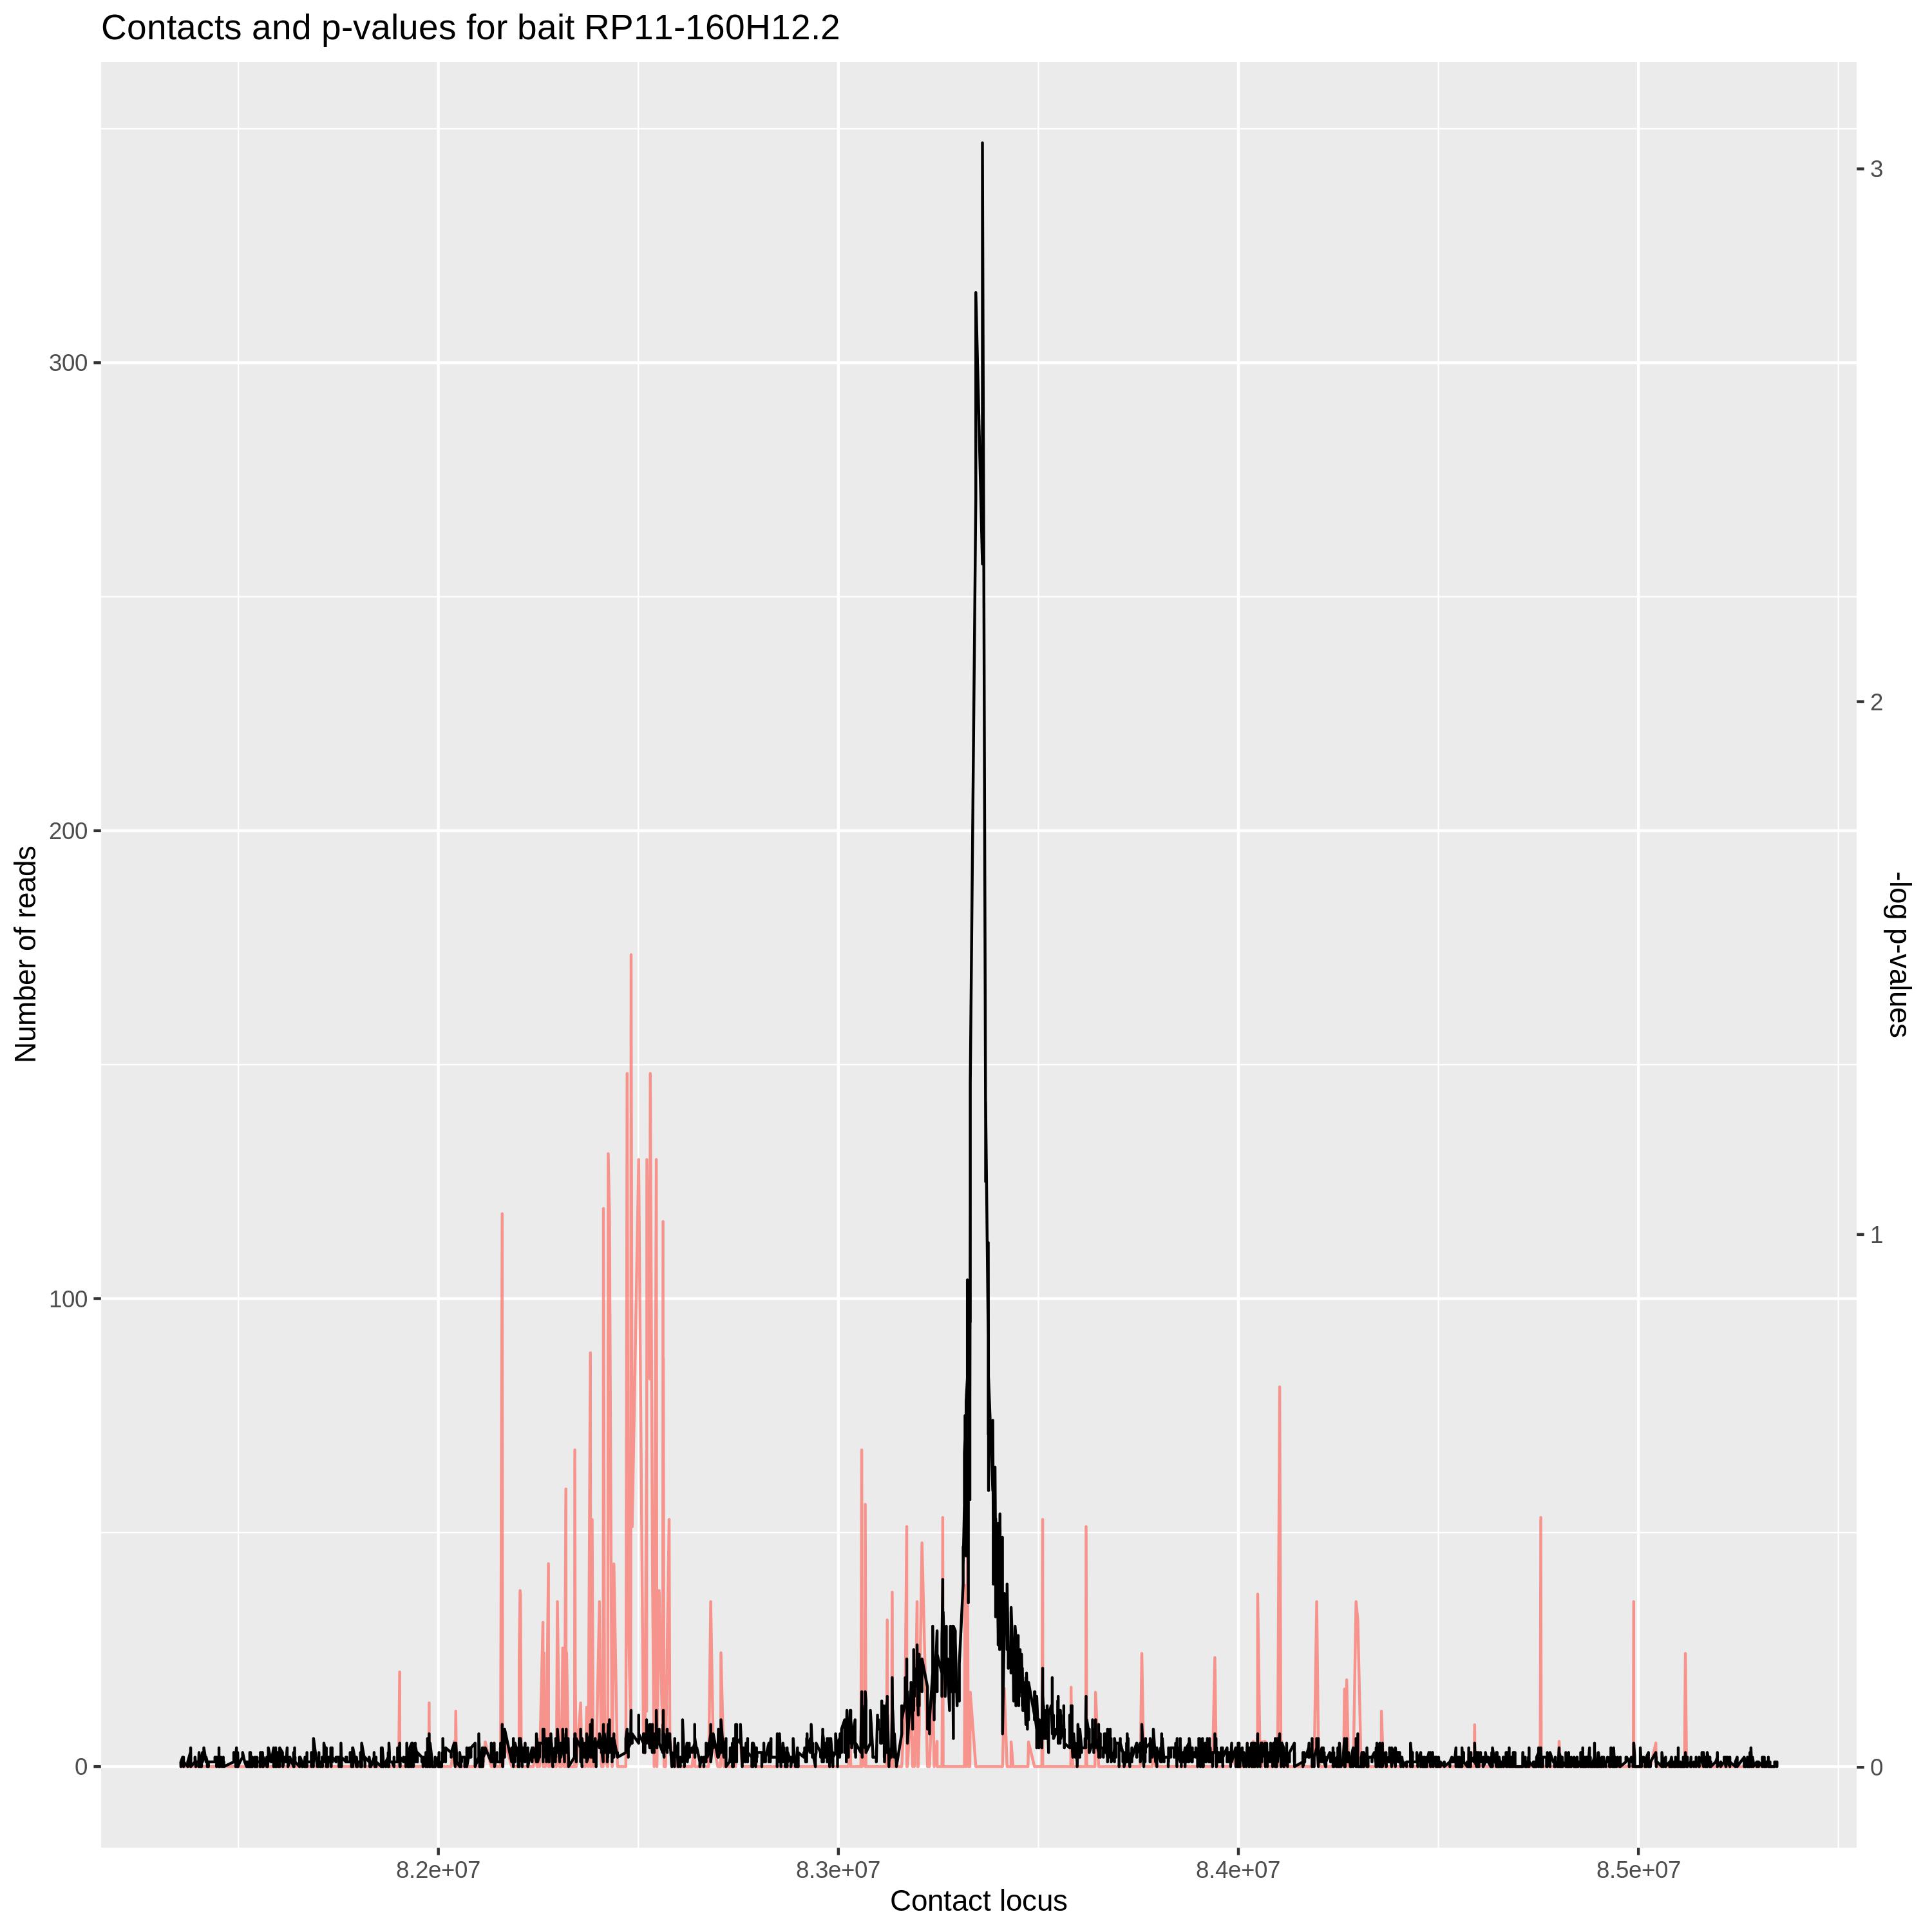 Contacts and p-values for bait RP11-160H12.2
Number of reads
300
200
100
0
3
2
1
0
-log p-values
8.2e+07 8.3e+07 8.4e+07 8.5e+07
Contact locus